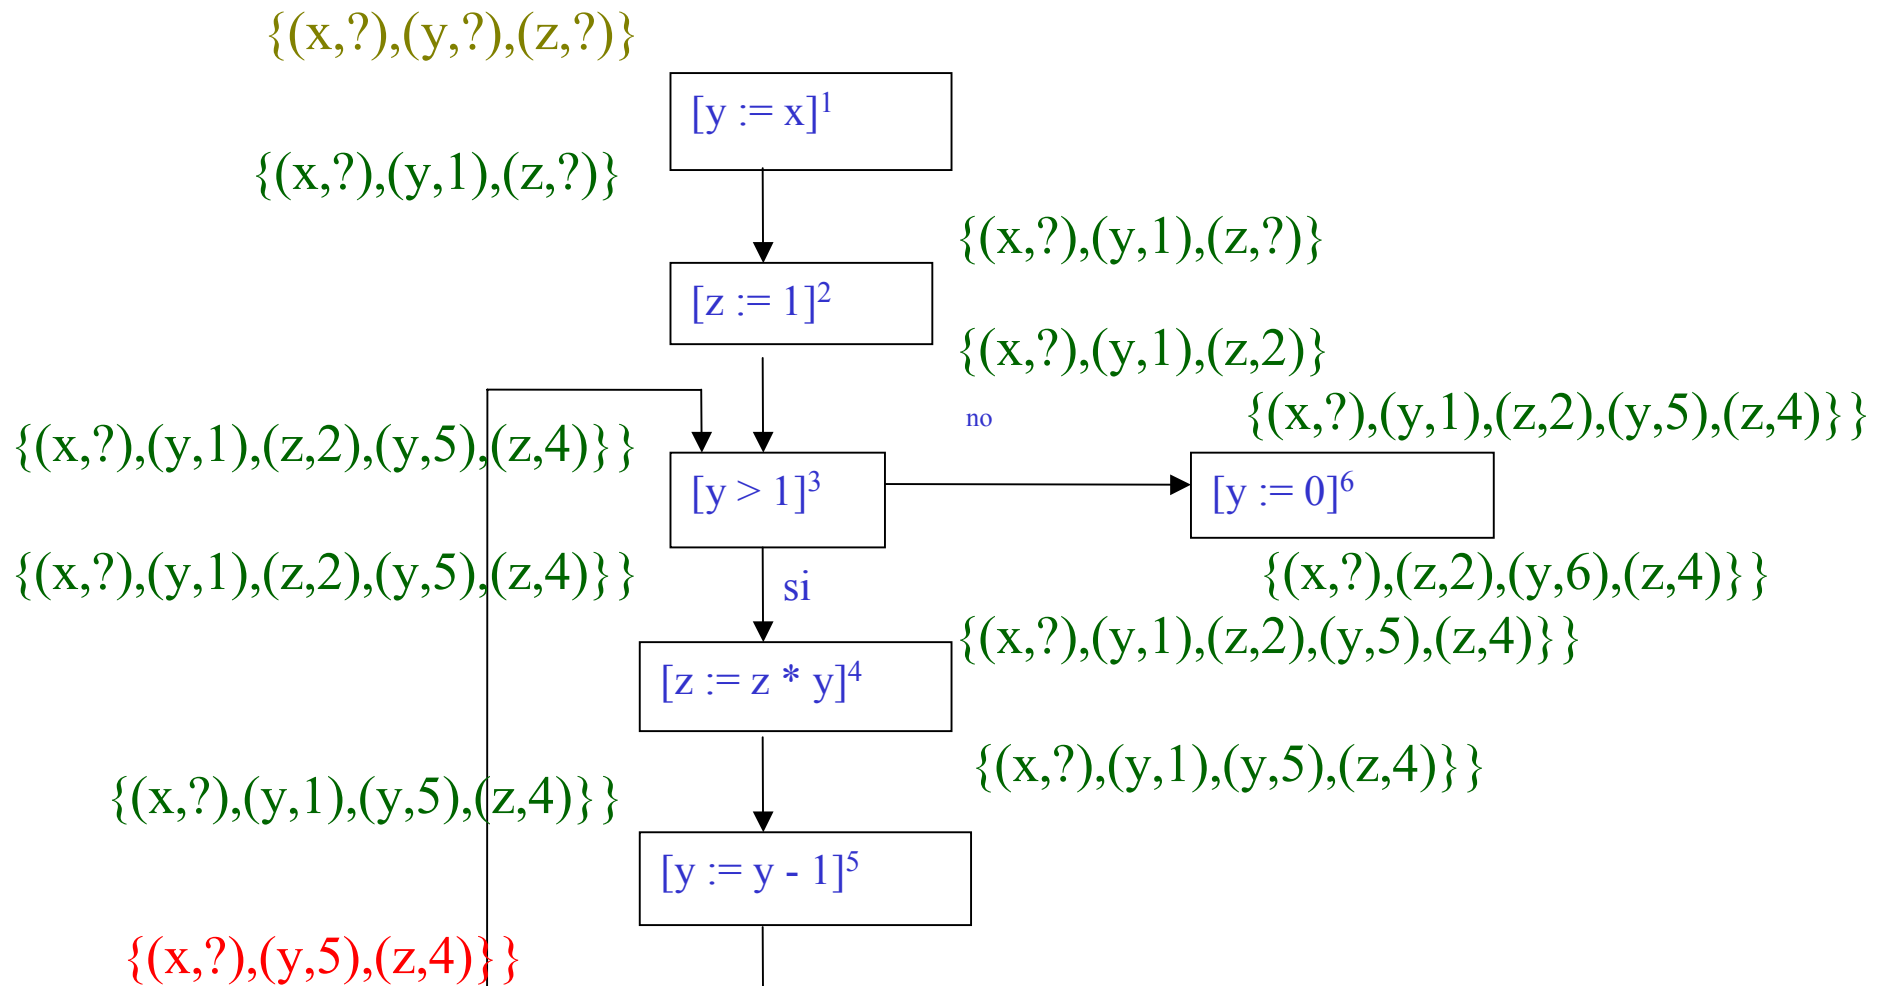 {(x,?),(y,?),(z,?)}
[y := x]1
{(x,?),(y,1),(z,?)}
{(x,?),(y,1),(z,?)}
[z := 1]2
{(x,?),(y,1),(z,2)}
no
{(x,?),(y,1),(z,2),(y,5),(z,4)}}
{(x,?),(y,1),(z,2),(y,5),(z,4)}}
[y > 1]3
[y := 0]6
{(x,?),(y,1),(z,2),(y,5),(z,4)}}
si
{(x,?),(z,2),(y,6),(z,4)}}
{(x,?),(y,1),(z,2),(y,5),(z,4)}}
[z := z * y]4
{(x,?),(y,1),(y,5),(z,4)}}
{(x,?),(y,1),(y,5),(z,4)}}
[y := y - 1]5
{(x,?),(y,5),(z,4)}}